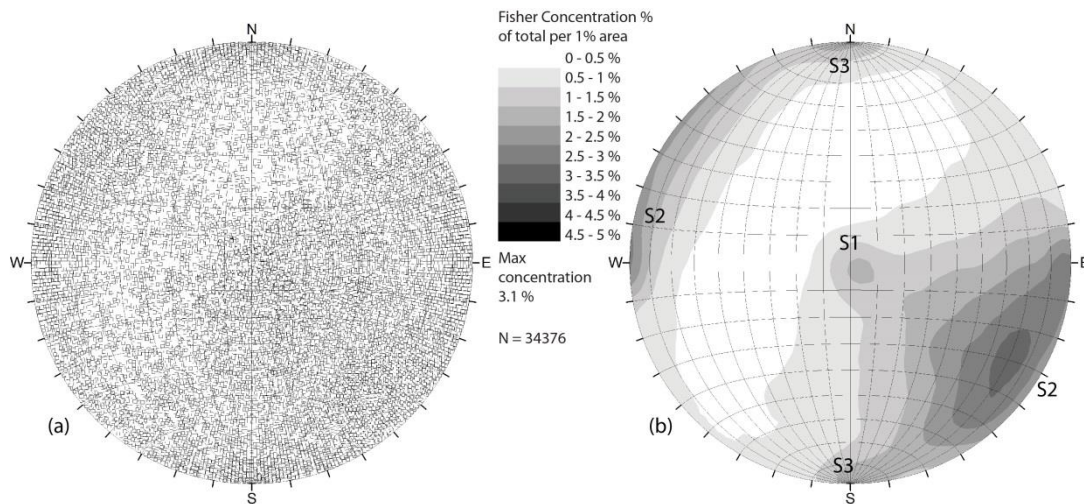 N
W
E
S
(a)
Fisher Concentration %
of total per 1% area
0 - 0.5 %
0.5 - 1 %
1 - 1.5 %
1.5 - 2 %
2 - 2.5 %
2.5 - 3 %
3 - 3.5 %
3.5 - 4 %
4 - 4.5 %
4.5 - 5 %
Max
concentration
3.1 %
N = 34376
N
S3
S2
S1
W
E
S2
(b)
S3
S